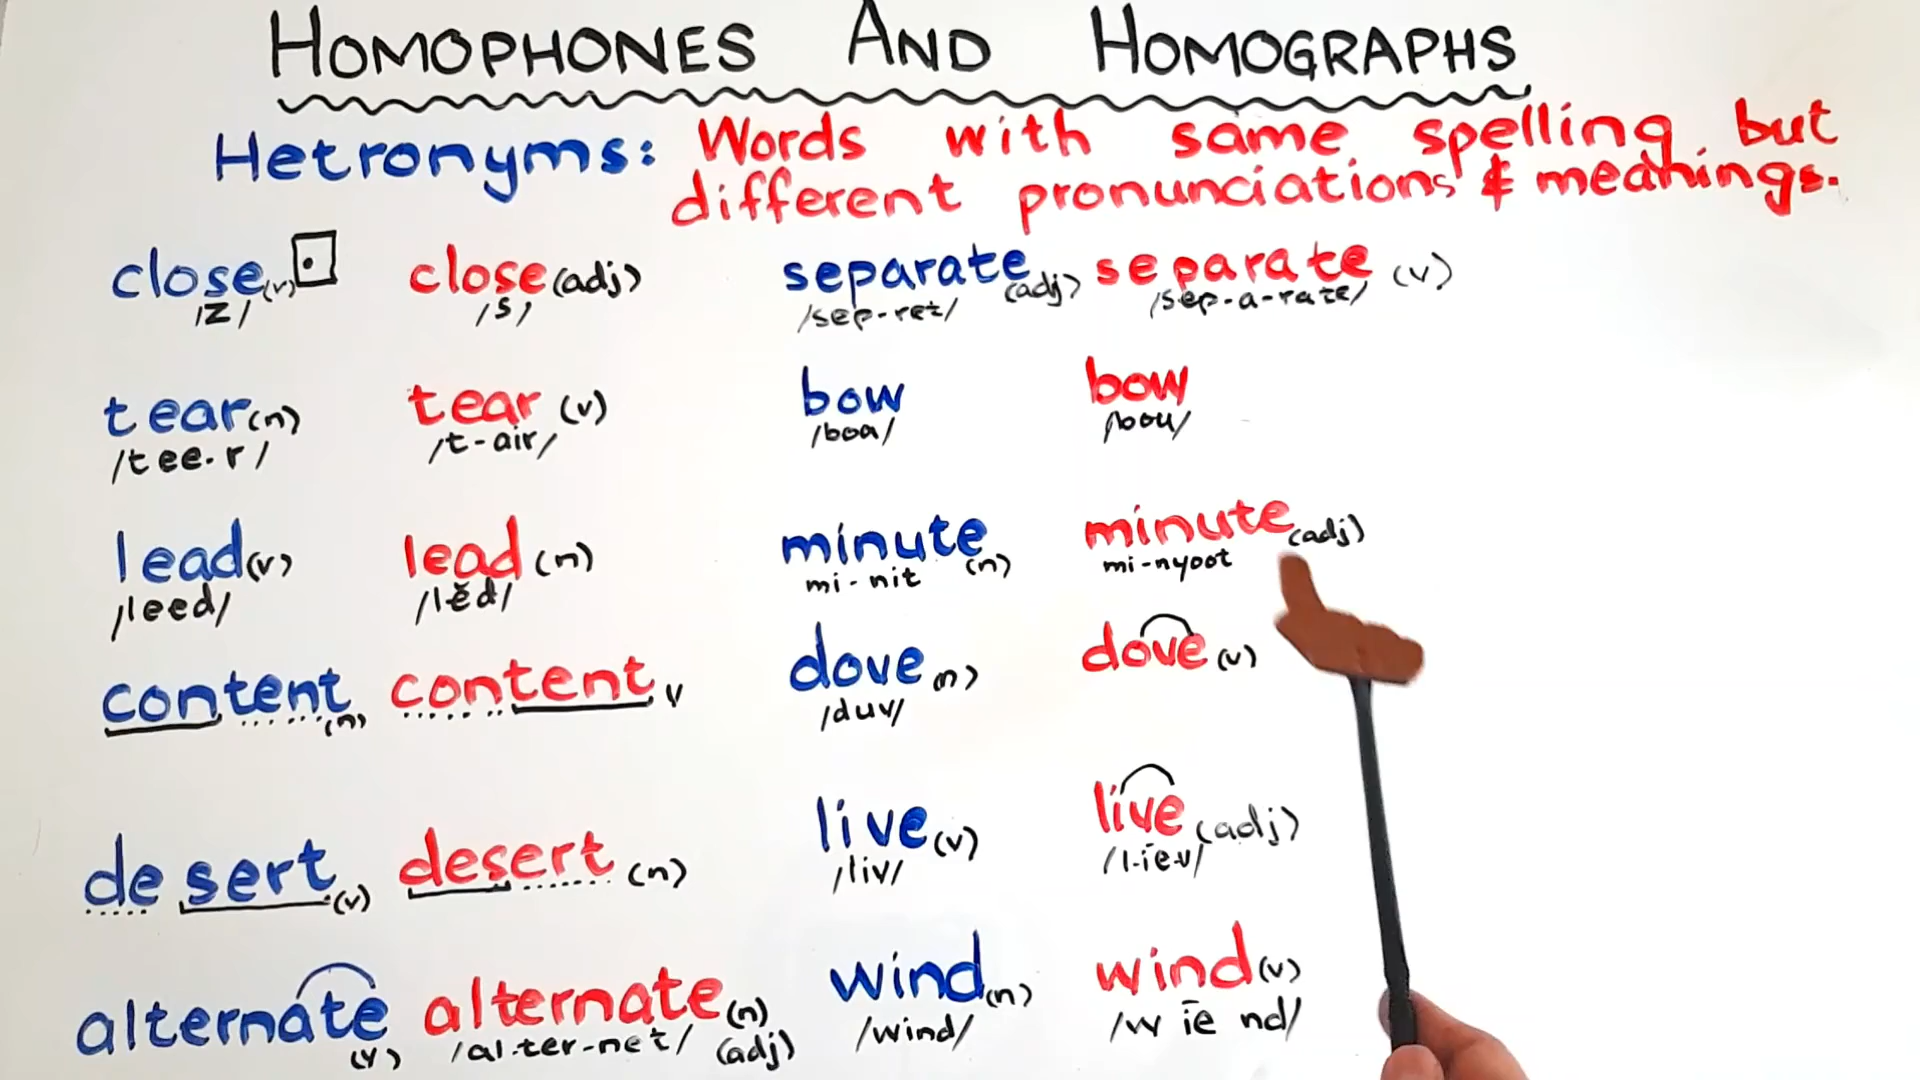 HOMOPHONES AND HOMOGRAPHS
Hetronyms: Words with same spelling but
different pronunciations & meanings.
close (v) close (adj) separate (adj) separate (v)
/z/ /s/ /sep-ret/ /sep-a-rate/
tear (n) tear (v) bow bow
/tee.r/ /t-air/ /boa/ /bou/
lead (v) lead (n) minute (n) minute (adj)
/leed/ /lĕd/ mi-nit mi-nyoot
content (n) content v dove (n) dove (v)
/duv/
desert (v) desert (n) live (v) live (adj)
/liv/ /l-īe-v/
alternate (v) alternate (n) (adj) wind (n) wind (v)
/al-ter-net/ /wind/ /w īe nd/